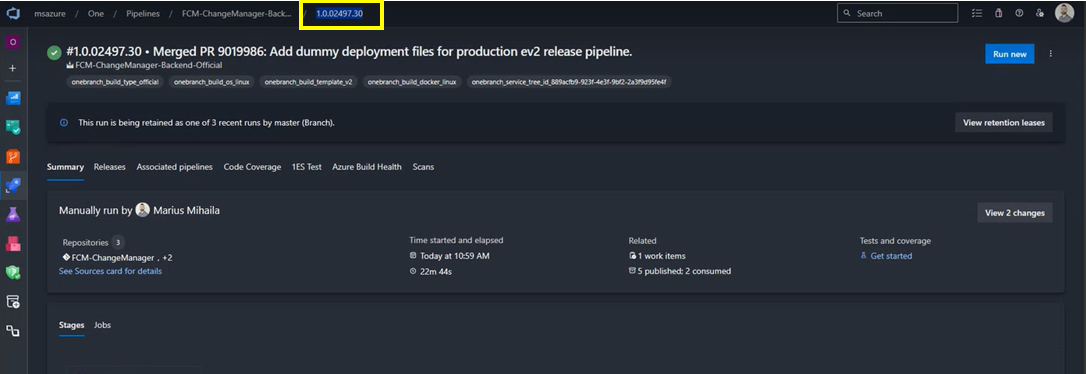 msazure / One / Pipelines / FCM-ChangeManager-Back... / 1.0.02497.30
Search
O
#1.0.02497.30 • Merged PR 9019986: Add dummy deployment files for production ev2 release pipeline.
FCM-ChangeManager-Backend-Official
Run new
onebranch_build_type_official onebranch_build_os_linux onebranch_build_template_v2 onebranch_build_docker_linux onebranch_service_tree_id_889acfb9-923f-4e3f-9bf2-2a3f9d95fe4f
This run is being retained as one of 3 recent runs by master (Branch).
View retention leases
Summary Releases Associated pipelines Code Coverage 1ES Test Azure Build Health Scans
Manually run by Marius Mihaila
View 2 changes
Repositories 3
FCM-ChangeManager , +2
See Sources card for details
Time started and elapsed
Today at 10:59 AM
22m 44s
Related
1 work items
5 published; 2 consumed
Tests and coverage
Get started
Stages Jobs